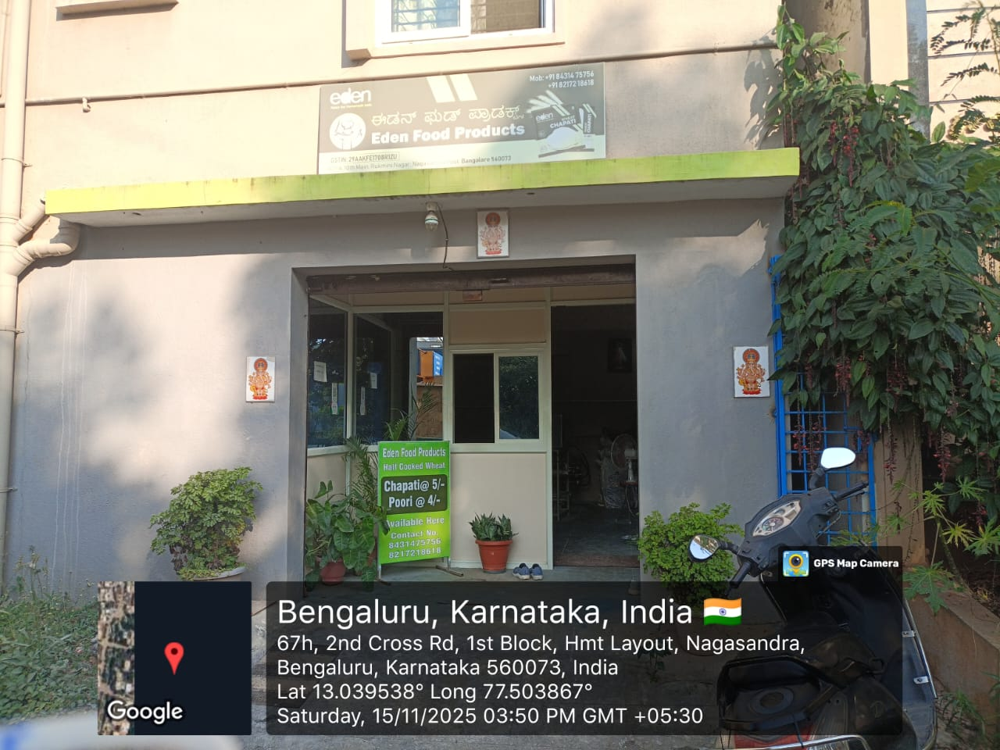 eden
Mob: +91 84314 75756
+91 82172 18618
ಈಡನ್ ಫುಡ್ ಪ್ರಾಡಕ್ಟ್ಸ್
Eden Food Products
eden
CHAPATI
GSTIN: 29AAKFE1708R1ZU
10th Main, Rukmini Nagar, Bangalore 560073
Eden Food Products
Half Cooked Wheat
Chapati@ 5/-
Poori @ 4/-
Available Here
Contact No.
8431475756
8217218618
GPS Map Camera
Bengaluru, Karnataka, India
67h, 2nd Cross Rd, 1st Block, Hmt Layout, Nagasandra,
Bengaluru, Karnataka 560073, India
Lat 13.039538° Long 77.503867°
Saturday, 15/11/2025 03:50 PM GMT +05:30
Google